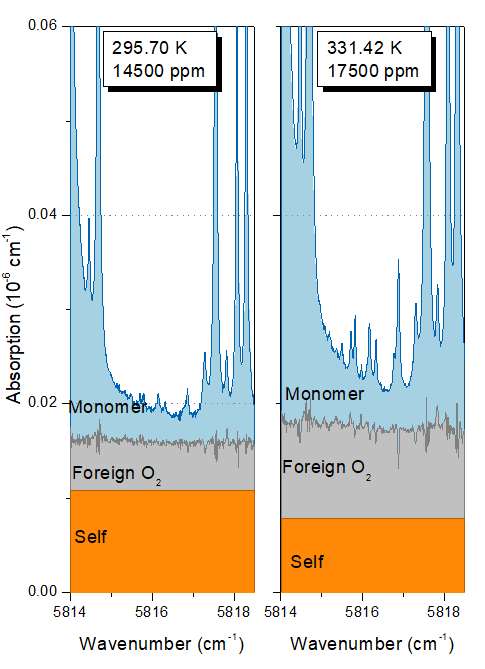 0.06
295.70 K
14500 ppm
331.42 K
17500 ppm
0.04
Absorption (10⁻⁶ cm⁻¹)
0.02
Monomer
Monomer
Foreign O₂
Foreign O₂
Self
Self
0.00
5814 5816 5818
5814 5816 5818
Wavenumber (cm⁻¹)
Wavenumber (cm⁻¹)